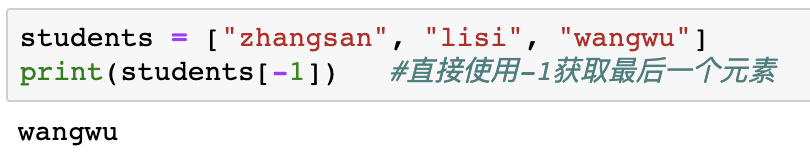 students = ["zhangsan", "lisi", "wangwu"]
print(students[-1])   #直接使用-1获取最后一个元素
wangwu